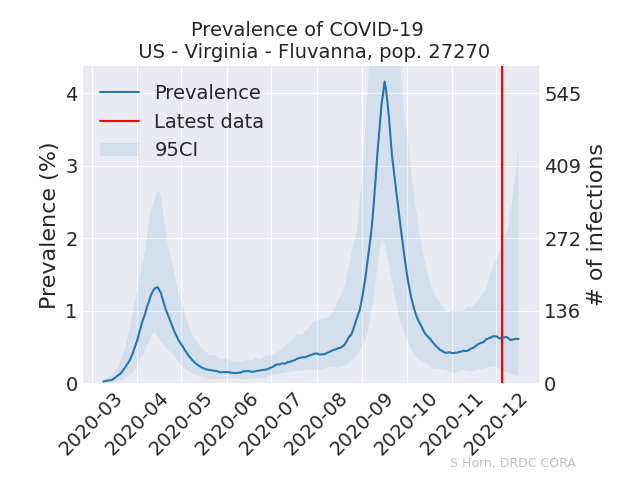 Prevalence of COVID-19
US - Virginia - Fluvanna, pop. 27270
Prevalence
Latest data
95CI
Prevalence (%)
4
3
2
1
0
545
409
272
136
0
# of infections
2020-03
2020-04
2020-05
2020-06
2020-07
2020-08
2020-09
2020-10
2020-11
2020-12
S Horn, DRDC CORA